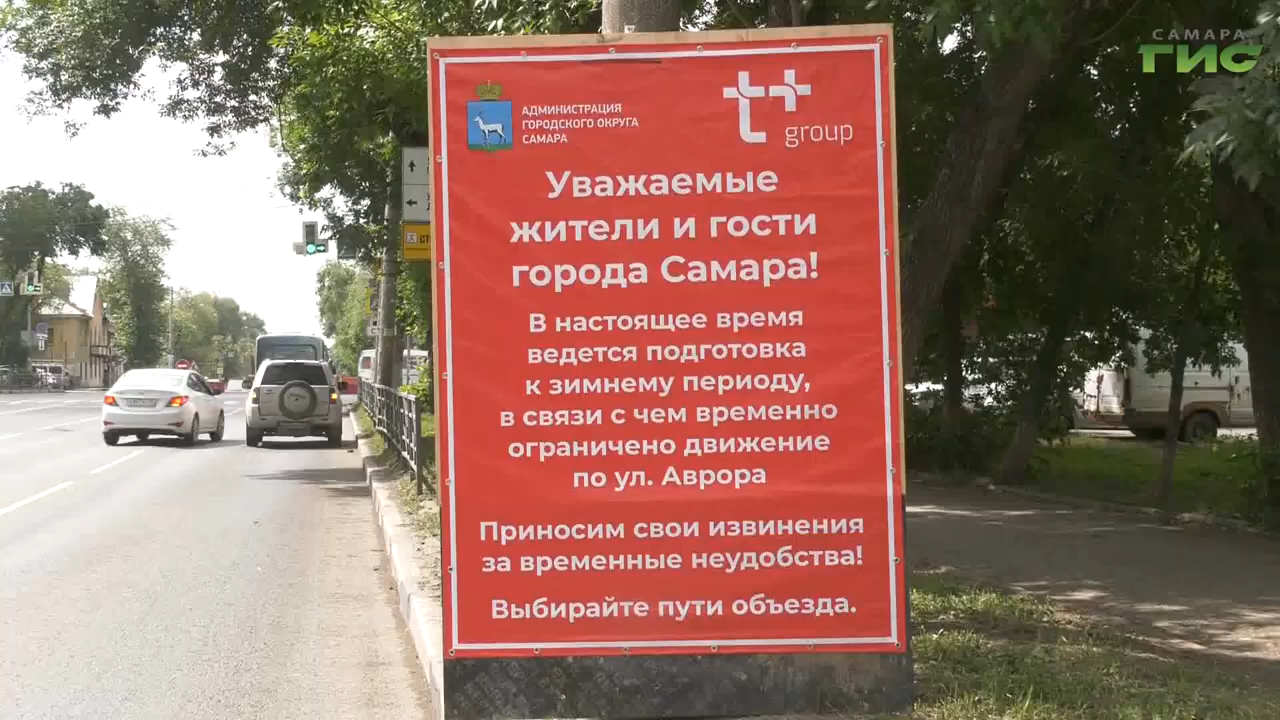 САМАРА
ГИС
АДМИНИСТРАЦИЯ
ГОРОДСКОГО ОКРУГА
САМАРА
t+
group
Уважаемые
жители и гости
города Самара!
В настоящее время
ведется подготовка
к зимнему периоду,
в связи с чем временно
ограничено движение
по ул. Аврора
Приносим свои извинения
за временные неудобства!
Выбирайте пути объезда.